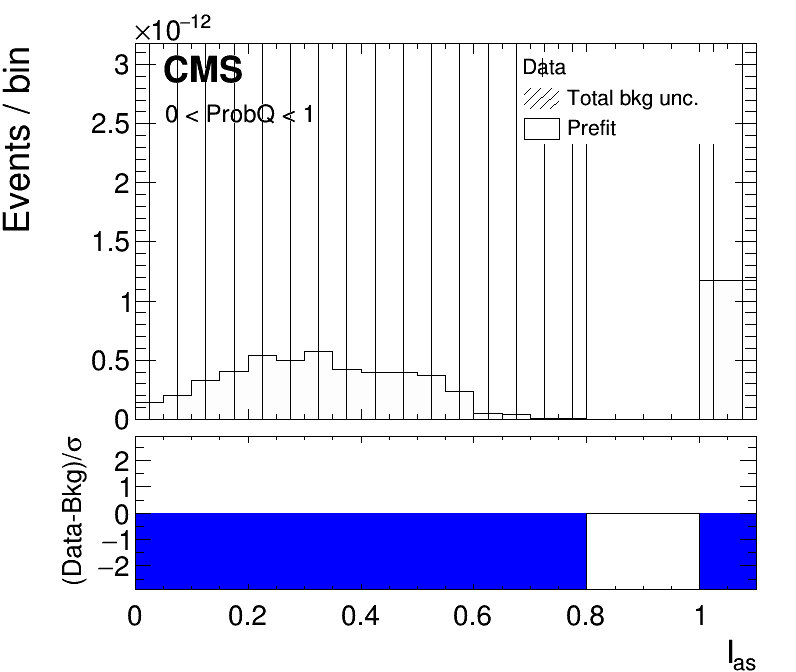 ×10⁻¹²
Events / bin
3
2.5
2
1.5
1
0.5
0
CMS
0 < ProbQ < 1
Data
Total bkg unc.
Prefit
(Data-Bkg)/σ
2
1
0
−1
−2
0 0.2 0.4 0.6 0.8 1
I_as